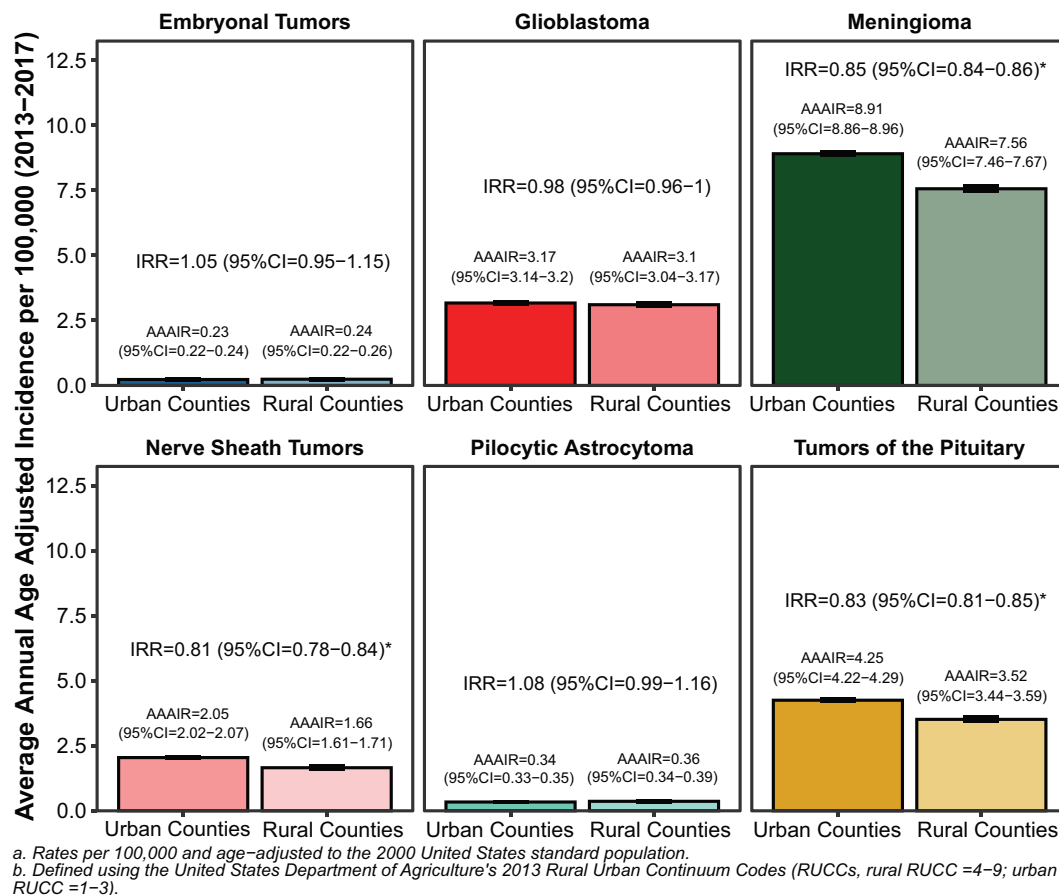 Average Annual Age Adjusted Incidence per 100,000 (2013−2017)
Embryonal Tumors
12.5
10.0
7.5
5.0
2.5
0.0
IRR=1.05 (95%CI=0.95−1.15)
AAAIR=0.23
(95%CI=0.22−0.24)
AAAIR=0.24
(95%CI=0.22−0.26)
Urban Counties
Rural Counties
Glioblastoma
IRR=0.98 (95%CI=0.96−1)
AAAIR=3.17
(95%CI=3.14−3.2)
AAAIR=3.1
(95%CI=3.04−3.17)
Urban Counties
Rural Counties
Meningioma
IRR=0.85 (95%CI=0.84−0.86)*
AAAIR=8.91
(95%CI=8.86−8.96)
AAAIR=7.56
(95%CI=7.46−7.67)
Urban Counties
Rural Counties
Nerve Sheath Tumors
12.5
10.0
7.5
5.0
2.5
0.0
IRR=0.81 (95%CI=0.78−0.84)*
AAAIR=2.05
(95%CI=2.02−2.07)
AAAIR=1.66
(95%CI=1.61−1.71)
Urban Counties
Rural Counties
Pilocytic Astrocytoma
IRR=1.08 (95%CI=0.99−1.16)
AAAIR=0.34
(95%CI=0.33−0.35)
AAAIR=0.36
(95%CI=0.34−0.39)
Urban Counties
Rural Counties
Tumors of the Pituitary
IRR=0.83 (95%CI=0.81−0.85)*
AAAIR=4.25
(95%CI=4.22−4.29)
AAAIR=3.52
(95%CI=3.44−3.59)
Urban Counties
Rural Counties
a. Rates per 100,000 and age−adjusted to the 2000 United States standard population.
b. Defined using the United States Department of Agriculture's 2013 Rural Urban Continuum Codes (RUCCs, rural RUCC =4−9; urban
RUCC =1−3).